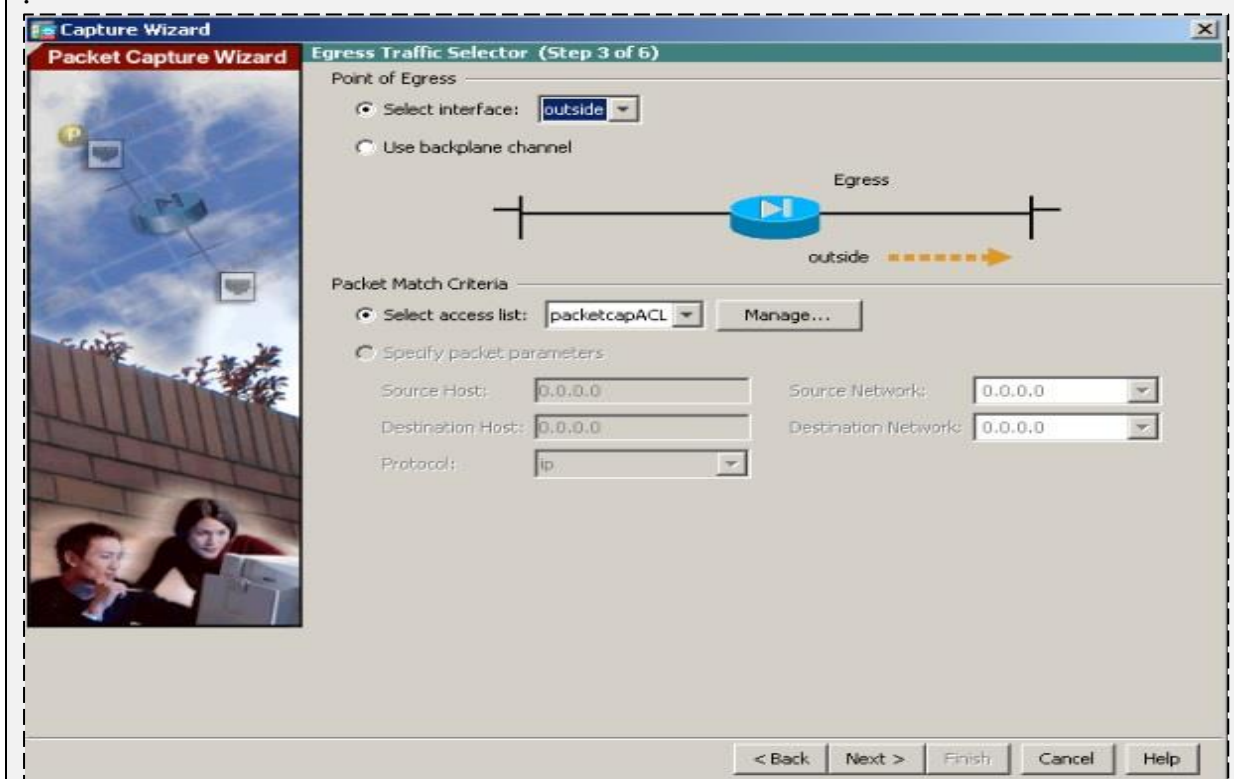 Capture Wizard
Packet Capture Wizard
Egress Traffic Selector (Step 3 of 6)
Point of Egress
Select interface: outside
Use backplane channel
Egress
outside
Packet Match Criteria
Select access list: packetcapACL Manage...
Specify packet parameters
Source Host: 0.0.0.0 Source Network: 0.0.0.0
Destination Host: 0.0.0.0 Destination Network: 0.0.0.0
Protocol: ip
< Back Next > Finish Cancel Help